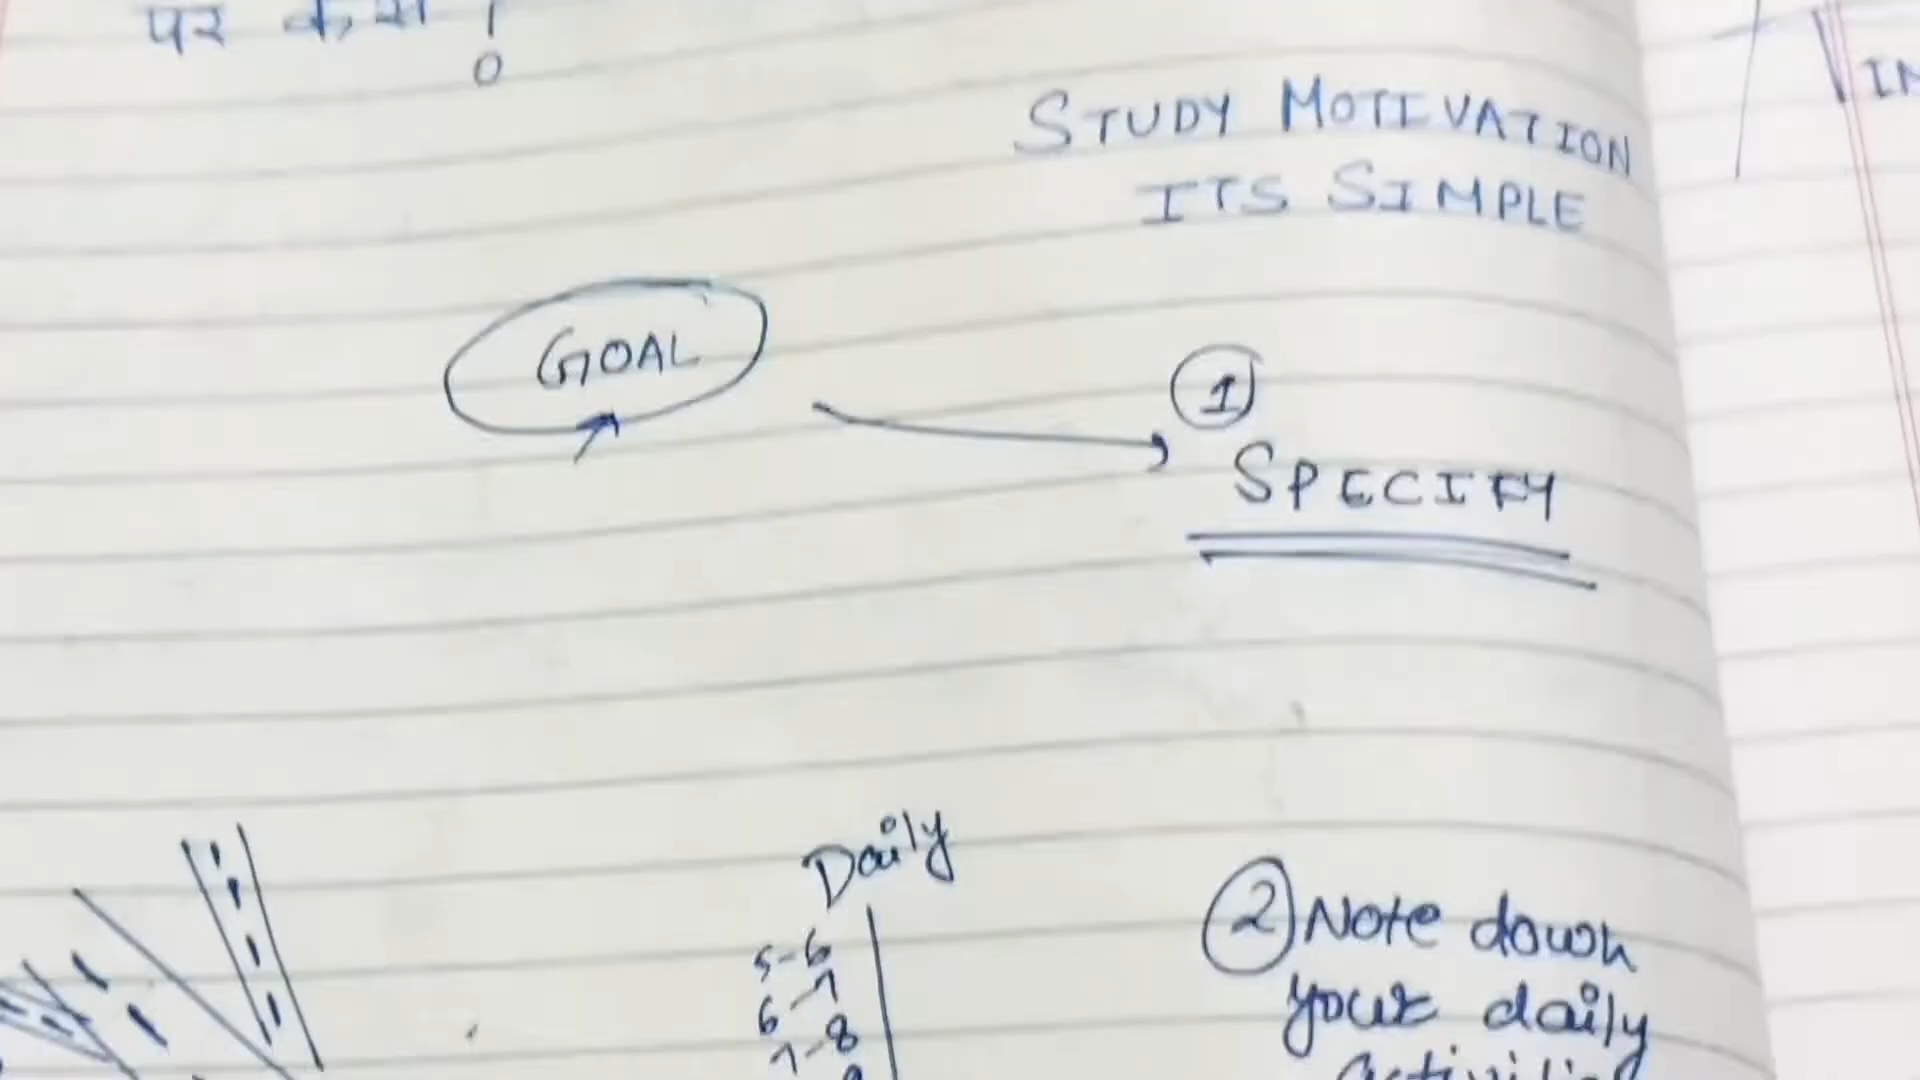 पर
STUDY MOTIVATION
ITS SIMPLE
GOAL
1
SPECIFY
Daily
5-6
6-7
7-8
2 Note down
your daily